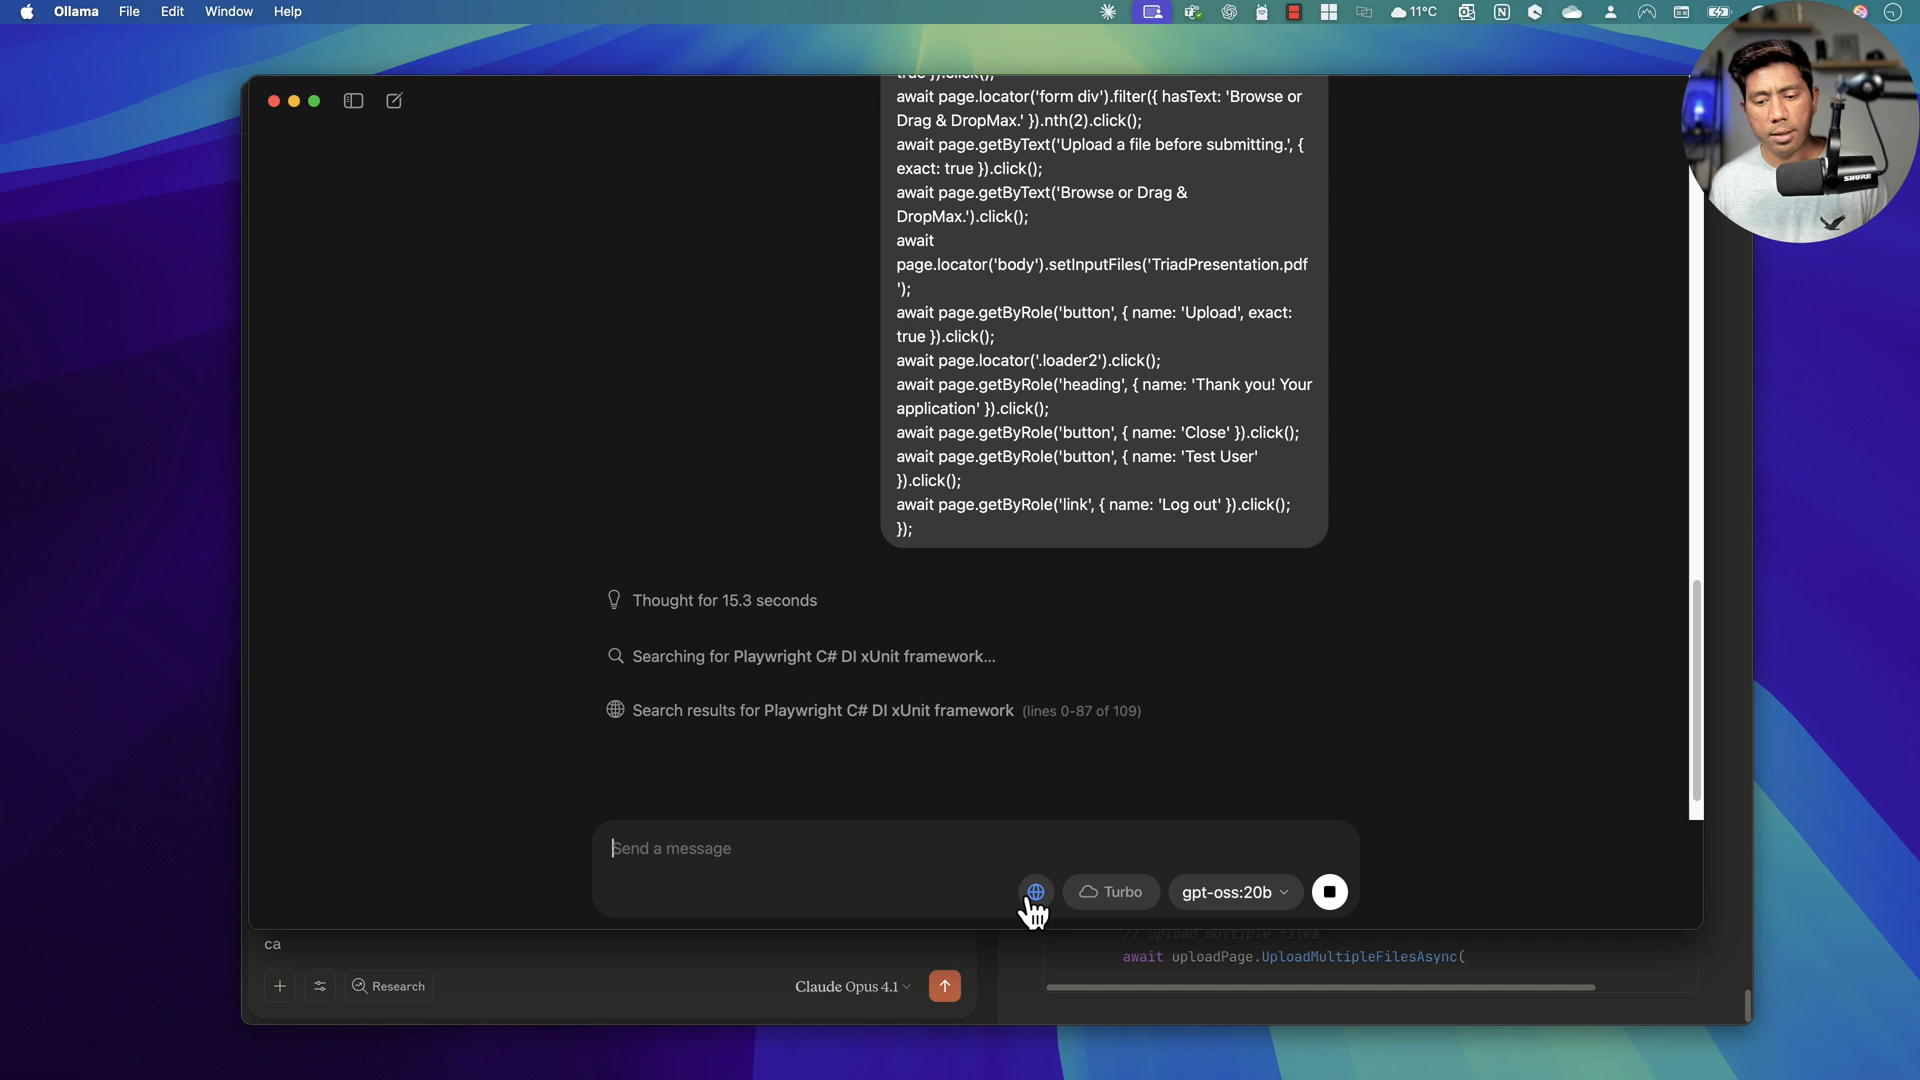 Ollama File Edit Window Help
11°C
await page.locator('form div').filter({ hasText: 'Browse or
Drag & DropMax.' }).nth(2).click();
await page.getByText('Upload a file before submitting.', {
exact: true }).click();
await page.getByText('Browse or Drag &
DropMax.').click();
await
page.locator('body').setInputFiles('TriadPresentation.pdf
');
await page.getByRole('button', { name: 'Upload', exact:
true }).click();
await page.locator('.loader2').click();
await page.getByRole('heading', { name: 'Thank you! Your
application' }).click();
await page.getByRole('button', { name: 'Close' }).click();
await page.getByRole('button', { name: 'Test User'
}).click();
await page.getByRole('link', { name: 'Log out' }).click();
});
Thought for 15.3 seconds
Searching for Playwright C# DI xUnit framework...
Search results for Playwright C# DI xUnit framework (lines 0-87 of 109)
Send a message
Turbo
gpt-oss:20b
ca
Research
Claude Opus 4.1
// Upload multiple files
await uploadPage.UploadMultipleFilesAsync(
SHURE